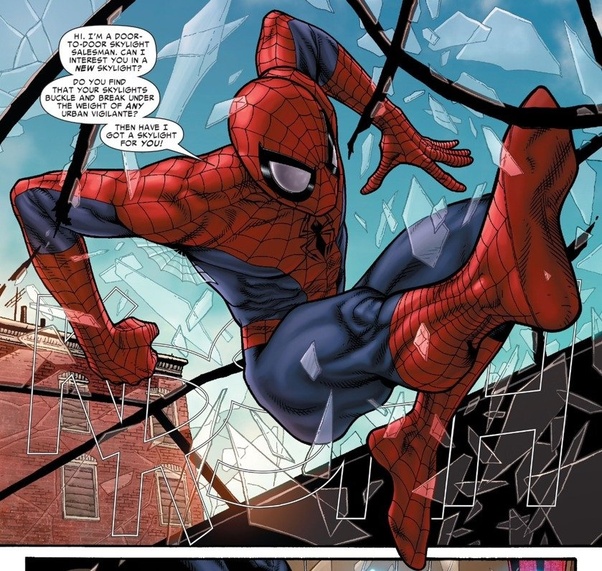 HI. I'M A DOOR-
TO-DOOR SKYLIGHT
SALESMAN. CAN I
INTEREST YOU IN A
NEW SKYLIGHT?
DO YOU FIND
THAT YOUR SKYLIGHTS
BUCKLE AND BREAK UNDER
THE WEIGHT OF ANY
URBAN VIGILANTE?
THEN HAVE I
GOT A SKYLIGHT
FOR YOU!